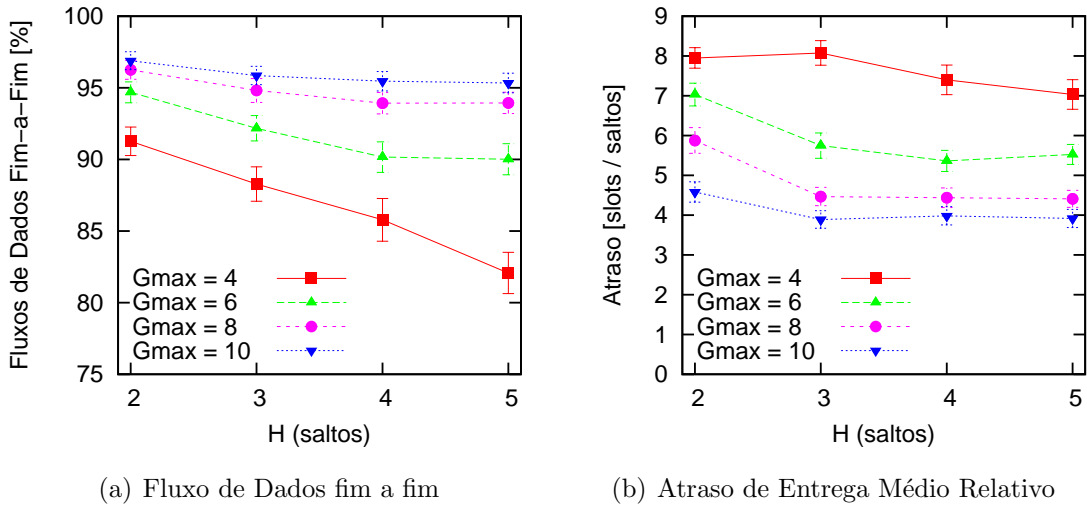 Fluxos de Dados Fim-a-Fim [%]
100
95
90
85
80
75
Gmax = 4
Gmax = 6
Gmax = 8
Gmax = 10
2 3 4 5
H (saltos)
(a) Fluxo de Dados fim a fim
Atraso [slots / saltos]
9
8
7
6
5
4
3
2
1
0
Gmax = 4
Gmax = 6
Gmax = 8
Gmax = 10
2 3 4 5
H (saltos)
(b) Atraso de Entrega Médio Relativo